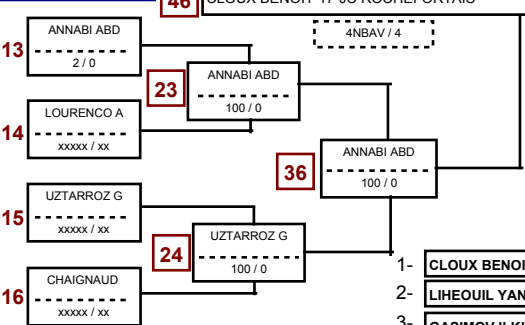 46 CLOUX BENOIT 17 JC ROCHEFORTAIS
4NBAV / 4
13
ANNABI ABD
2 / 0
23
ANNABI ABD
100 / 0
14
LOURENCO A
xxxxx / xx
36
ANNABI ABD
100 / 0
15
UZTARROZ G
xxxxx / xx
24
UZTARROZ G
100 / 0
16
CHAIGNAUD
xxxxx / xx
1- CLOUX BENOI
2- LIHEOUIL YAN
3-